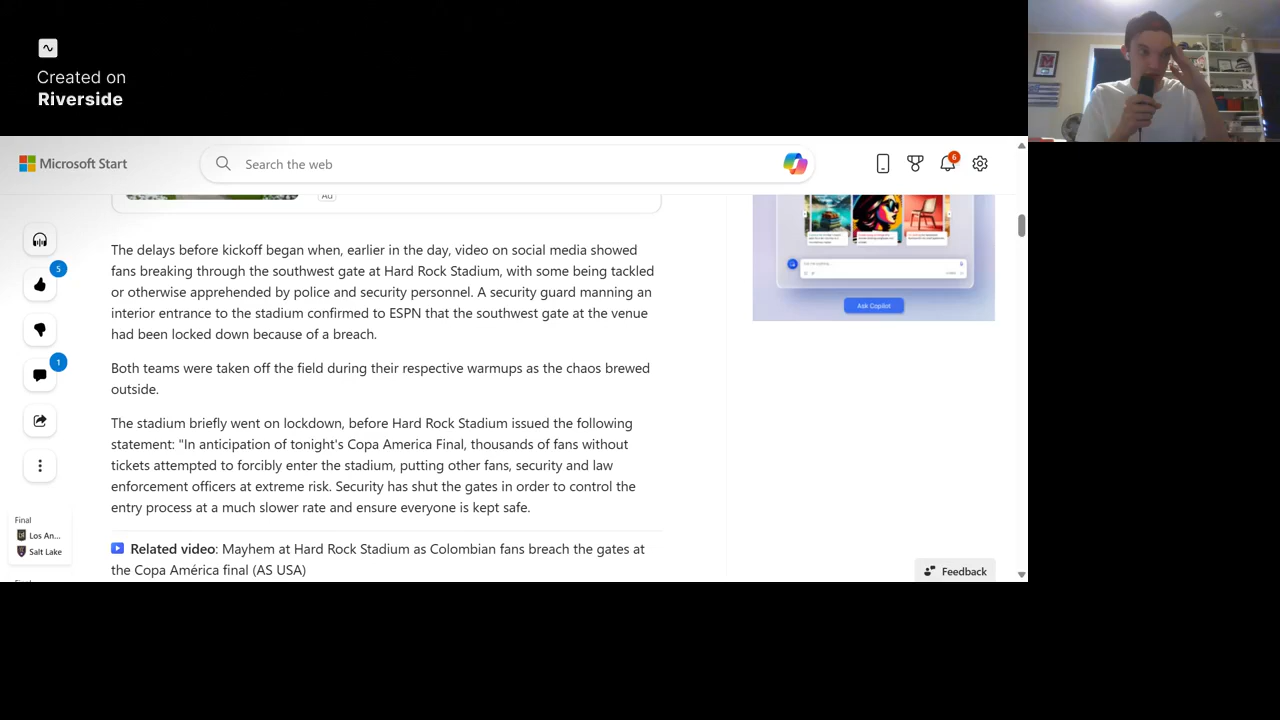 Created on
Riverside
Microsoft Start
Search the web
6
Ad
The delays before kickoff began when, earlier in the day, video on social media showed
fans breaking through the southwest gate at Hard Rock Stadium, with some being tackled
or otherwise apprehended by police and security personnel. A security guard manning an
interior entrance to the stadium confirmed to ESPN that the southwest gate at the venue
had been locked down because of a breach.
Both teams were taken off the field during their respective warmups as the chaos brewed
outside.
The stadium briefly went on lockdown, before Hard Rock Stadium issued the following
statement: "In anticipation of tonight's Copa America Final, thousands of fans without
tickets attempted to forcibly enter the stadium, putting other fans, security and law
enforcement officers at extreme risk. Security has shut the gates in order to control the
entry process at a much slower rate and ensure everyone is kept safe.
Related video: Mayhem at Hard Rock Stadium as Colombian fans breach the gates at
the Copa América final (AS USA)
5
1
Final
Los An...
Salt Lake
Ask Copilot
Feedback